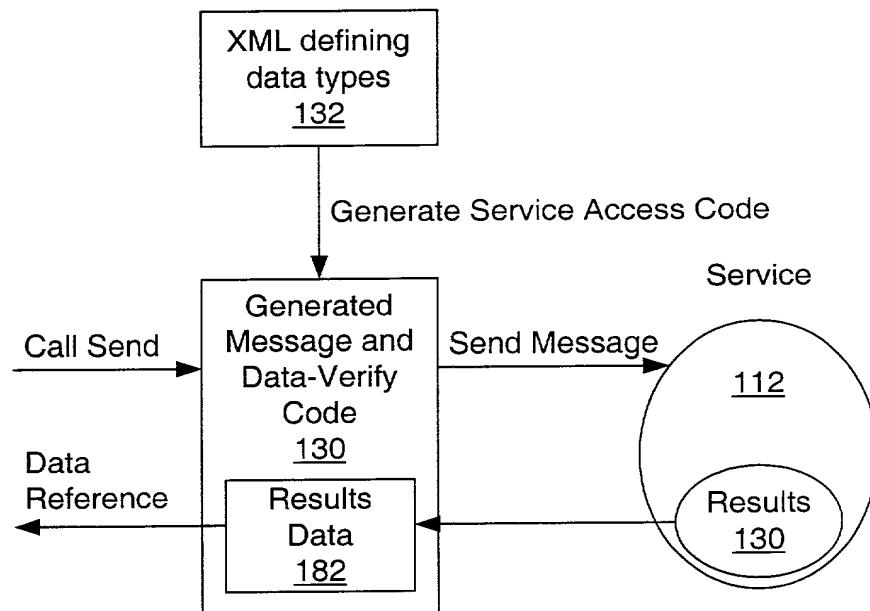 XML defining
data types
132
Generate Service Access Code
Service
Generated
Message and
Data-Verify
Code
130
Call Send
Send Message
112
Data
Reference
Results
Data
182
Results
130